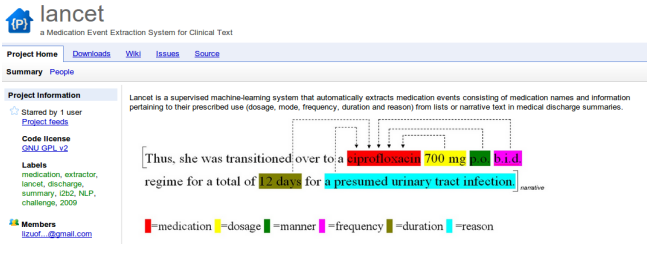 {P}
lancet
a Medication Event Extraction System for Clinical Text
Project Home Downloads Wiki Issues Source
Summary People
Project Information
Starred by 1 user
Project feeds
Code license
GNU GPL v2
Labels
medication, extractor,
lancet, discharge,
summary, i2b2, NLP,
challenge, 2009
Members
lizuof...@gmail.com
Lancet is a supervised machine-learning system that automatically extracts medication events consisting of medication names and information
pertaining to their prescribed use (dosage, mode, frequency, duration and reason) from lists or narrative text in medical discharge summaries.
Thus, she was transitioned over to a ciprofloxacin 700 mg p.o. b.i.d.
regime for a total of 12 days for a presumed urinary tract infection. narrative
=medication =dosage =manner =frequency =duration =reason